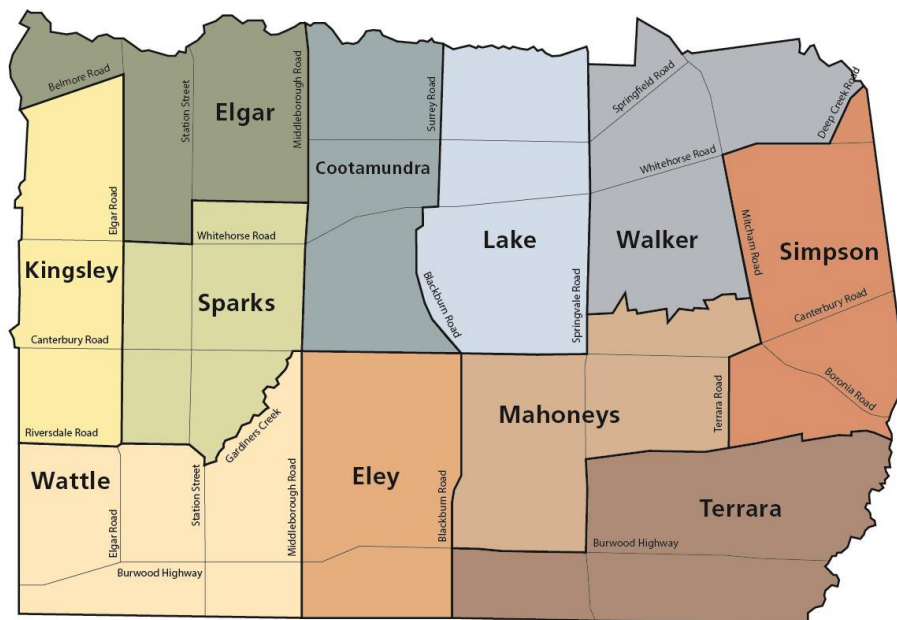 Belmore Road
Station Street
Elgar
Middleborough Road
Surrey Road
Springfield Road
Deep Creek Road
Cootamundra
Whitehorse Road
Elgar Road
Whitehorse Road
Kingsley
Sparks
Blackburn Road
Lake
Springvale Road
Walker
Mitcham Road
Simpson
Canterbury Road
Canterbury Road
Boronia Road
Terrara Road
Mahoneys
Riversdale Road
Gardiners Creek
Wattle
Elgar Road
Station Street
Middleborough Road
Eley
Blackburn Road
Terrara
Burwood Highway
Burwood Highway